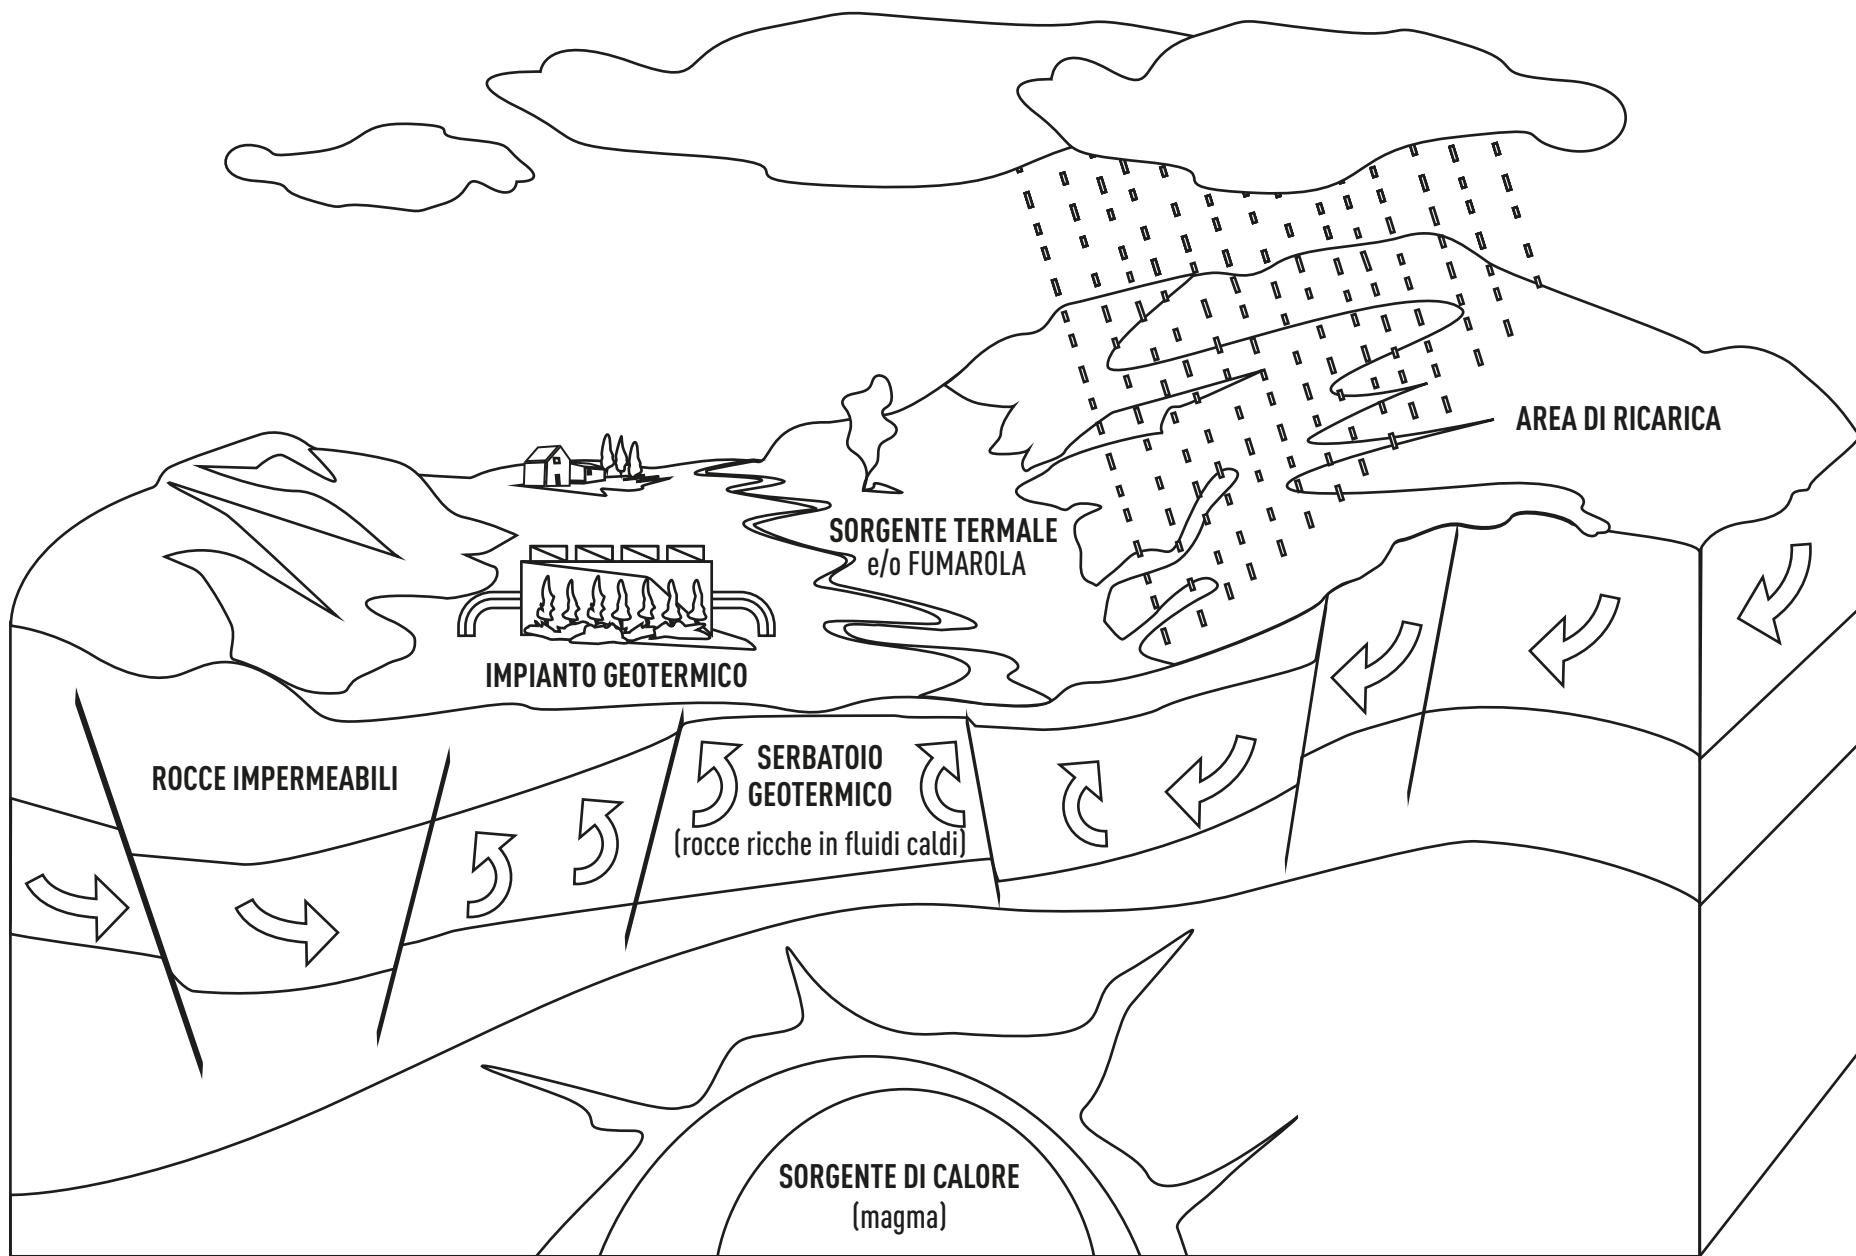 AREA DI RICARICA
SORGENTE TERMALE
e/o FUMAROLA
IMPIANTO GEOTERMICO
ROCCE IMPERMEABILI
SERBATOIO
GEOTERMICO
(rocce ricche in fluidi caldi)
SORGENTE DI CALORE
(magma)